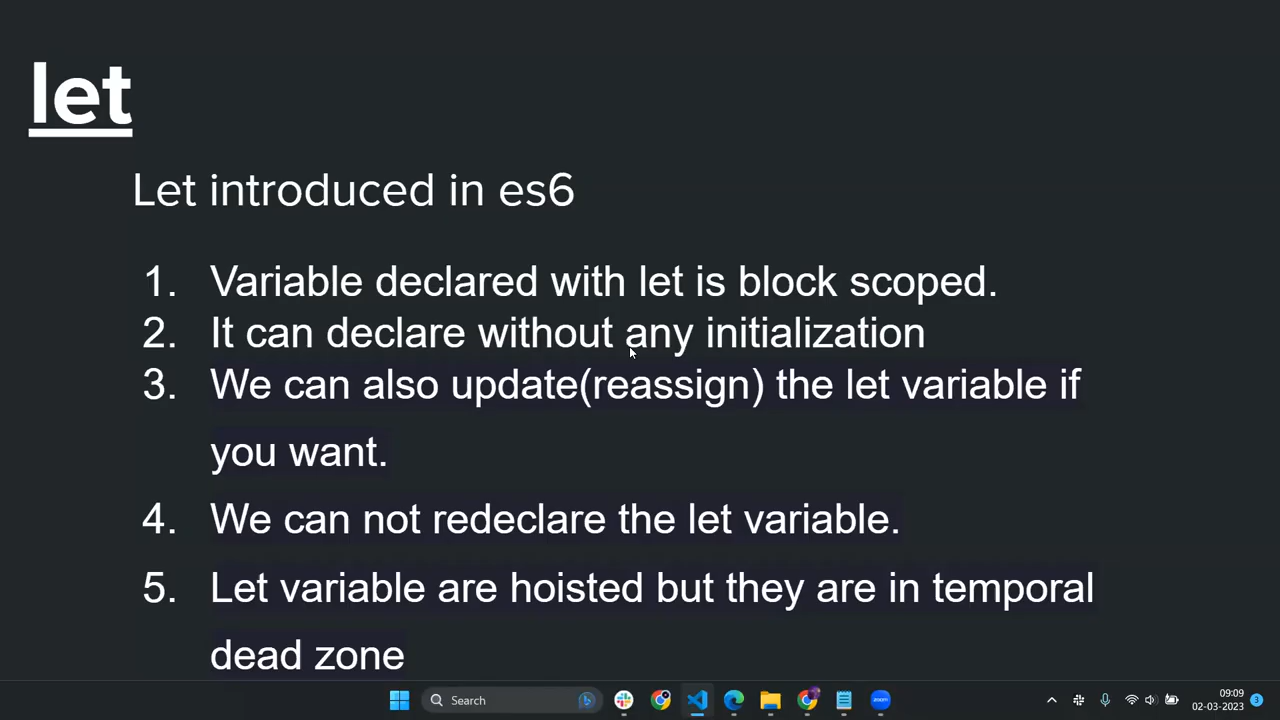 let
Let introduced in es6
1. Variable declared with let is block scoped.
2. It can declare without any initialization
3. We can also update(reassign) the let variable if
you want.
4. We can not redeclare the let variable.
5. Let variable are hoisted but they are in temporal
dead zone
Search
zoom
09:09
02-03-2023
3